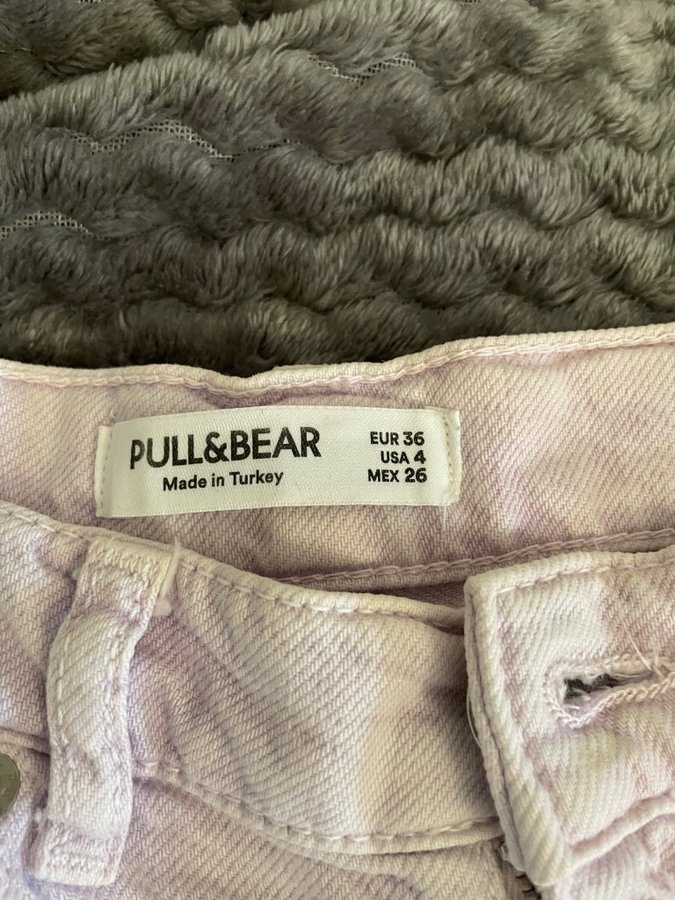 PULL&BEAR
Made in Turkey
EUR 36
USA 4
MEX 26